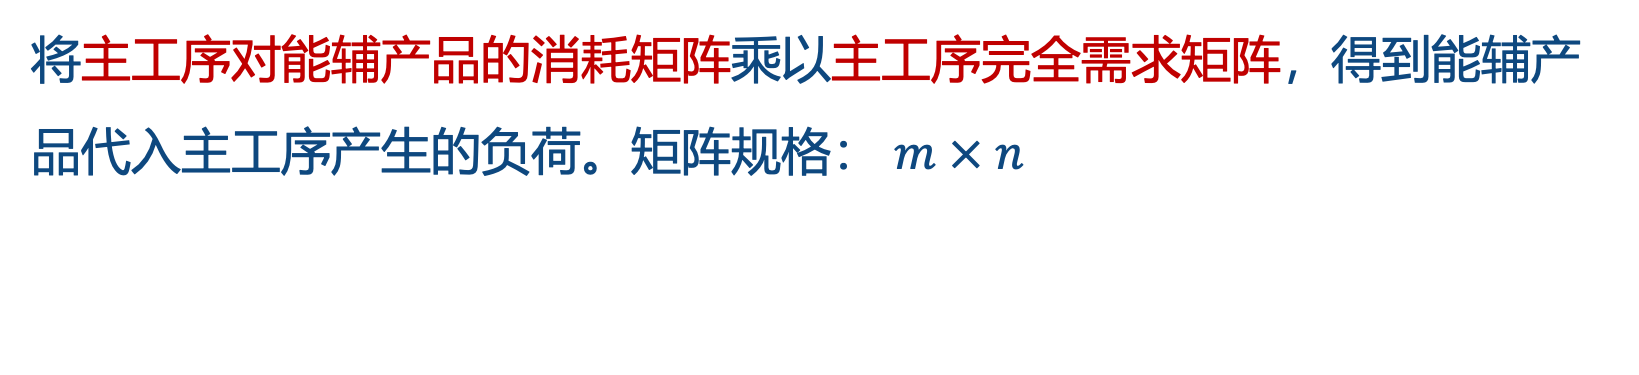 将主工序对能辅产品的消耗矩阵乘以主工序完全需求矩阵，得到能辅产
品代入主工序产生的负荷。矩阵规格： m × n